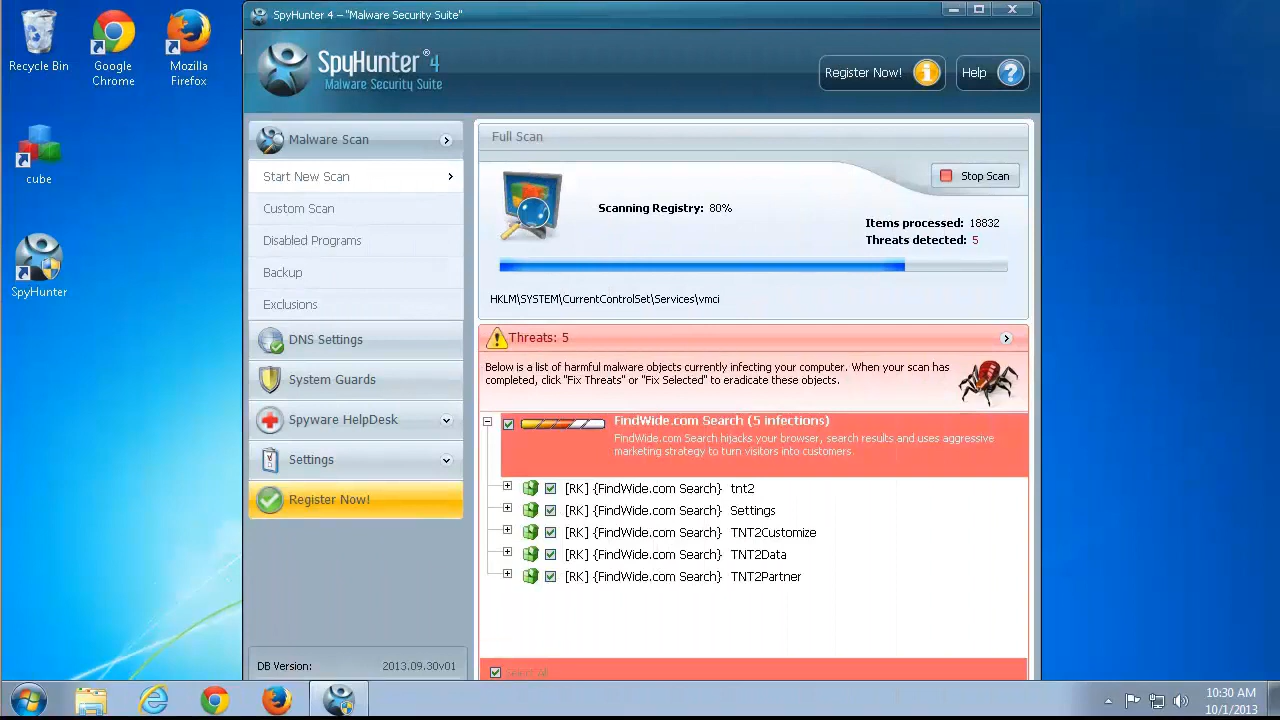 Recycle Bin
Google
Chrome
Mozilla
Firefox
cube
SpyHunter
SpyHunter 4 – "Malware Security Suite"
SpyHunter® 4
Malware Security Suite
Register Now!
Help
Malware Scan
Start New Scan
Custom Scan
Disabled Programs
Backup
Exclusions
DNS Settings
System Guards
Spyware HelpDesk
Settings
Register Now!
DB Version: 2013.09.30v01
Full Scan
Stop Scan
Scanning Registry: 80%
Items processed: 18832
Threats detected: 5
HKLM\SYSTEM\CurrentControlSet\Services\vmci
Threats: 5
Below is a list of harmful malware objects currently infecting your computer. When your scan has
completed, click "Fix Threats" or "Fix Selected" to eradicate these objects.
FindWide.com Search (5 infections)
FindWide.com Search hijacks your browser, search results and uses aggressive
marketing strategy to turn visitors into customers
[RK] {FindWide.com Search} tnt2
[RK] {FindWide.com Search} Settings
[RK] {FindWide.com Search} TNT2Customize
[RK] {FindWide.com Search} TNT2Data
[RK] {FindWide.com Search} TNT2Partner
Select all
10:30 AM
10/1/2013